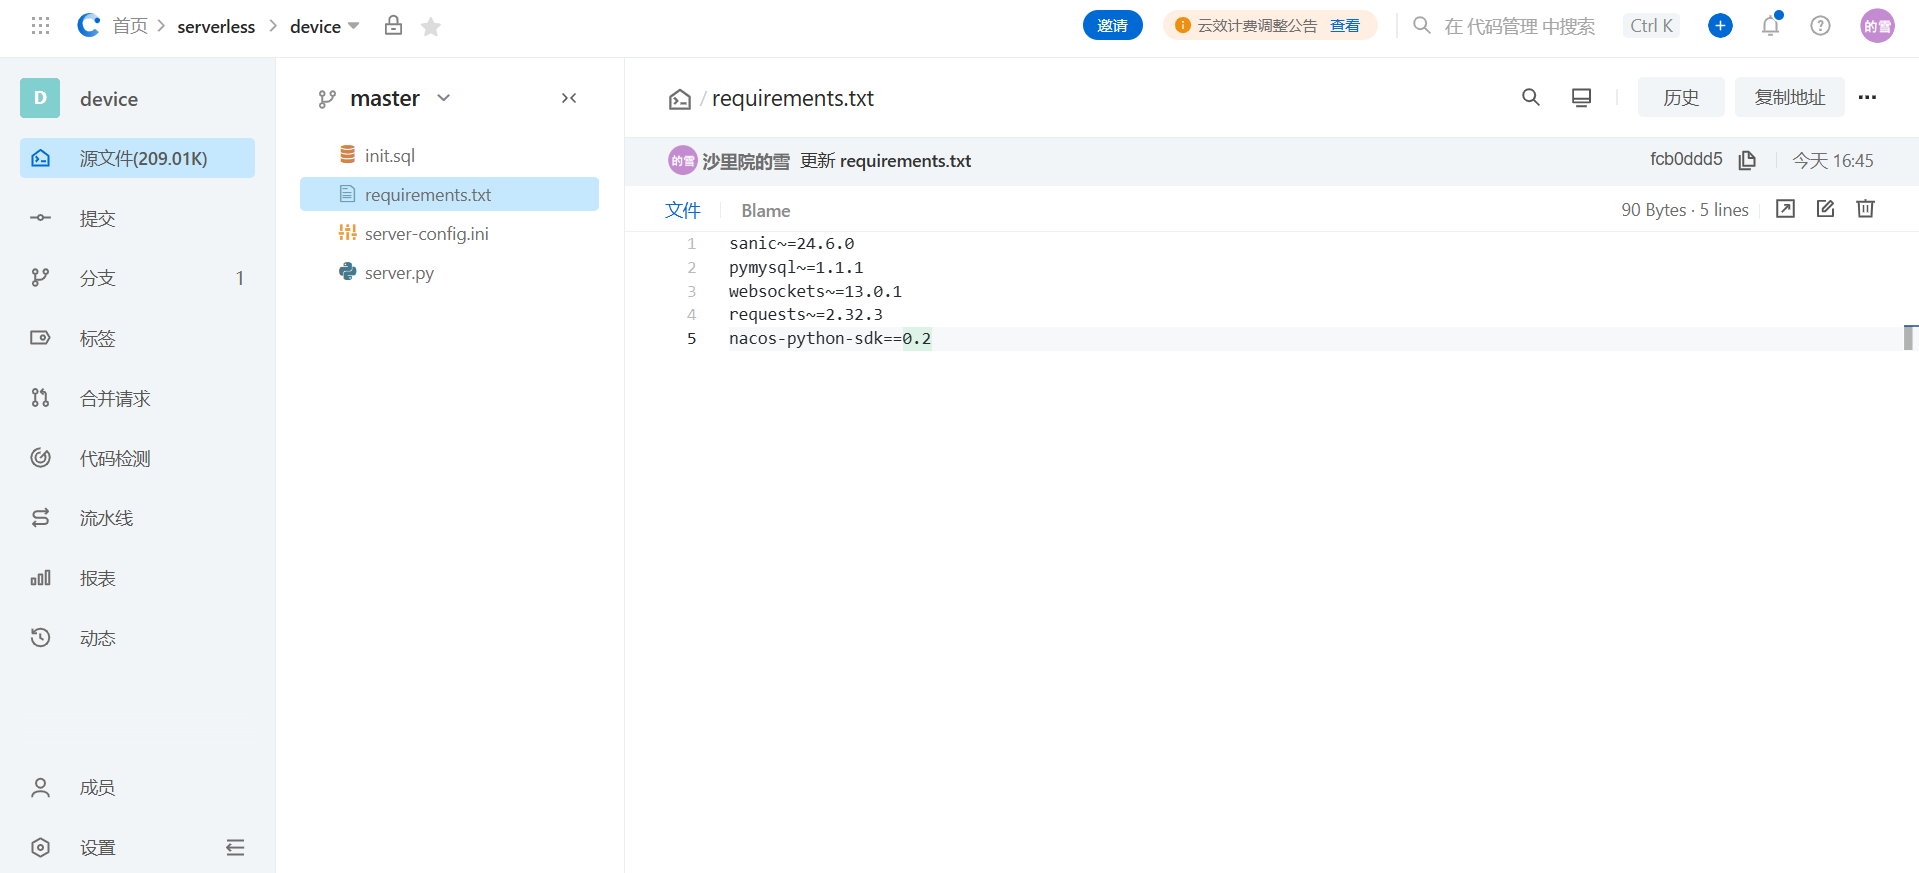 首页 serverless device
邀请
云效计费调整公告 查看
在 代码管理 中搜索 Ctrl K
的雪
D device
源文件(209.01K)
提交
分支 1
标签
合并请求
代码检测
流水线
报表
动态
成员
设置
master
init.sql
requirements.txt
server-config.ini
server.py
/ requirements.txt
历史 复制地址
的雪 沙里院的雪 更新 requirements.txt
fcb0ddd5 今天 16:45
文件 Blame
90 Bytes · 5 lines
1 sanic~=24.6.0
2 pymysql~=1.1.1
3 websockets~=13.0.1
4 requests~=2.32.3
5 nacos-python-sdk==0.2